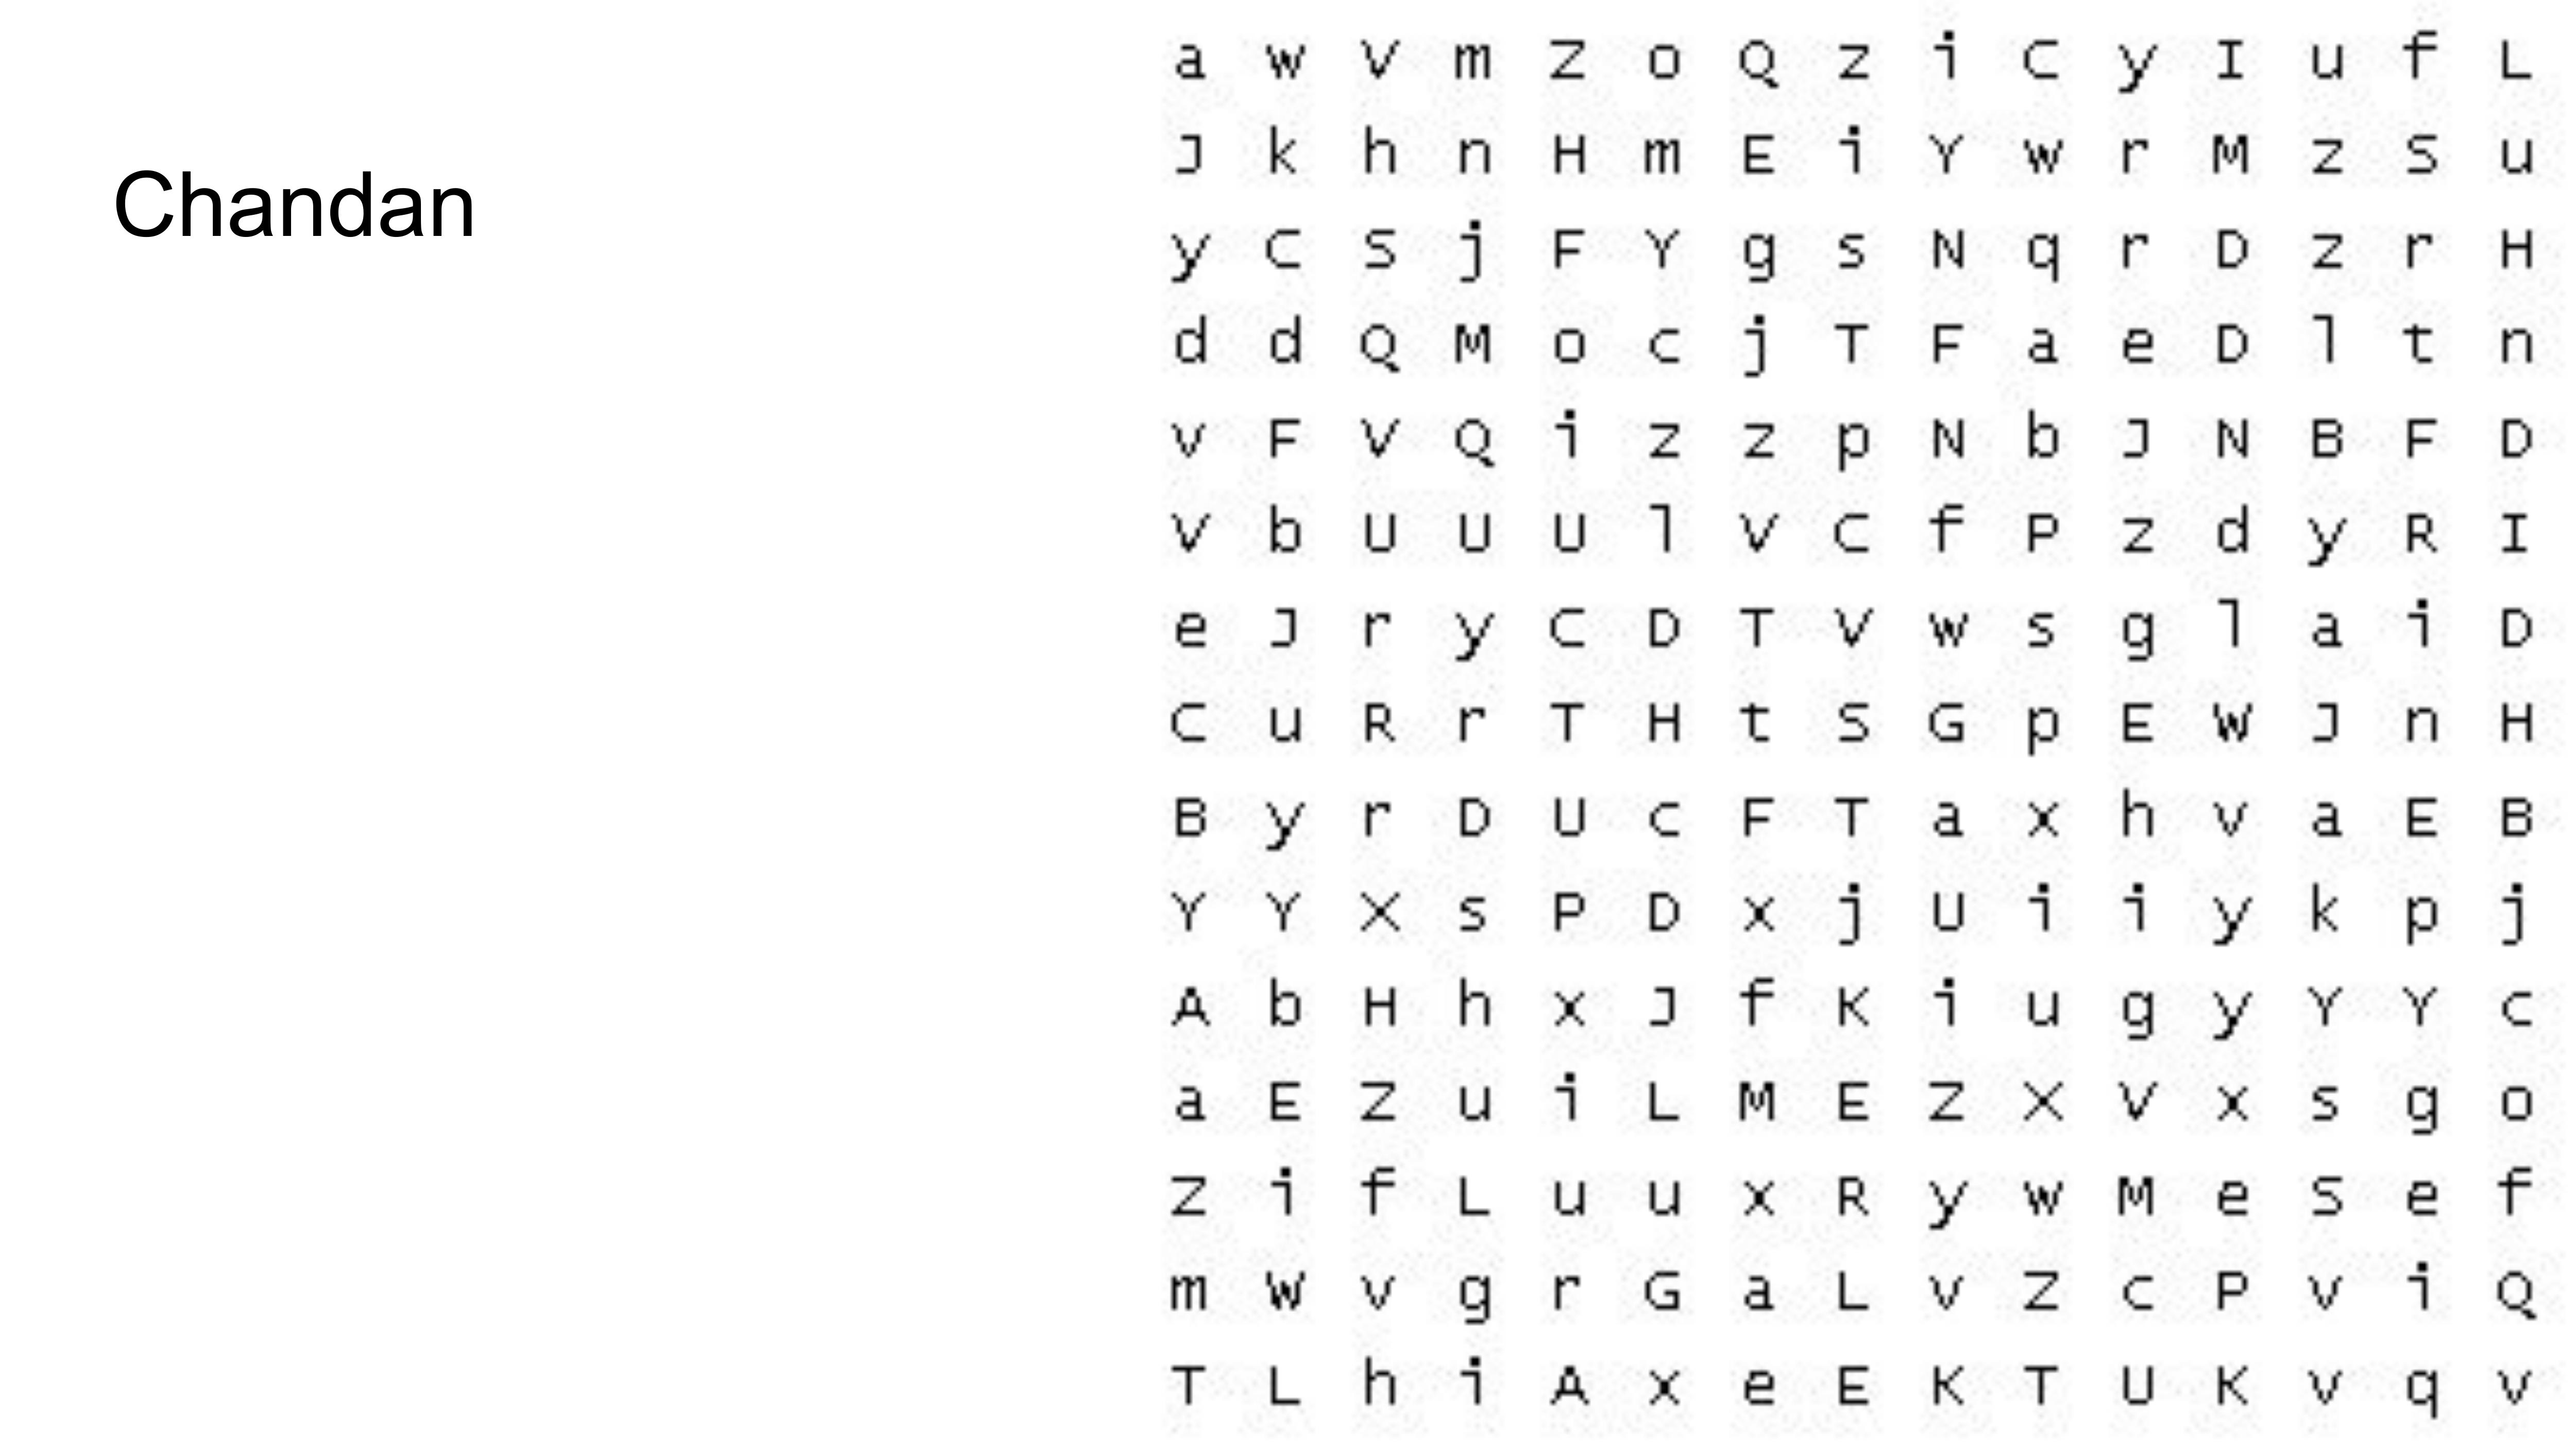 Chandan
a w V m Z o Q z i C y I u f L
J k h n H m E i Y w r M z S u
y C S j F Y g s N q r D z r H
d d Q M o c j T F a e D l t n
v F V Q i z z p N b J N B F D
V b U U U l V C f P z d y R I
e J r y C D T V w s g l a i D
C u R r T H t S G p E W J n H
B y r D U c F T a x h v a E B
Y Y X s P D x j U i i y k p j
A b H h x J f K i u g y Y Y c
a E Z u i L M E Z X V x s g o
Z i f L u u x R y w M e S e f
m W v g r G a L v Z c P v i Q
T L h i A x e E K T U K v q v